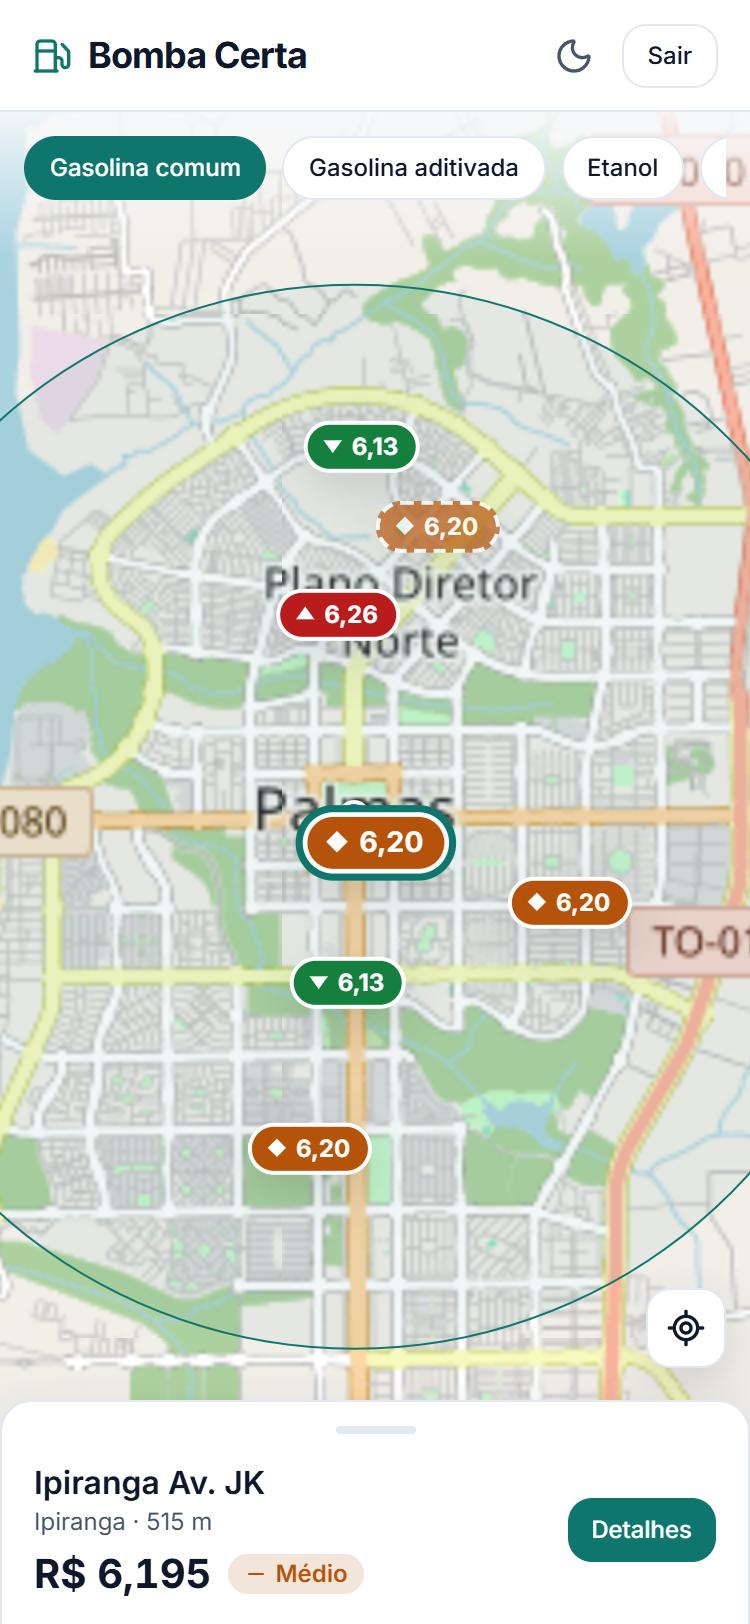 Bomba Certa
Sair
Gasolina comum
Gasolina aditivada
Etanol
6,13
6,20
Plano Diretor
6,26
Norte
Palmas
080
6,20
6,20
TO-01
6,13
6,20
Ipiranga Av. JK
Ipiranga · 515 m
Detalhes
R$ 6,195
Médio